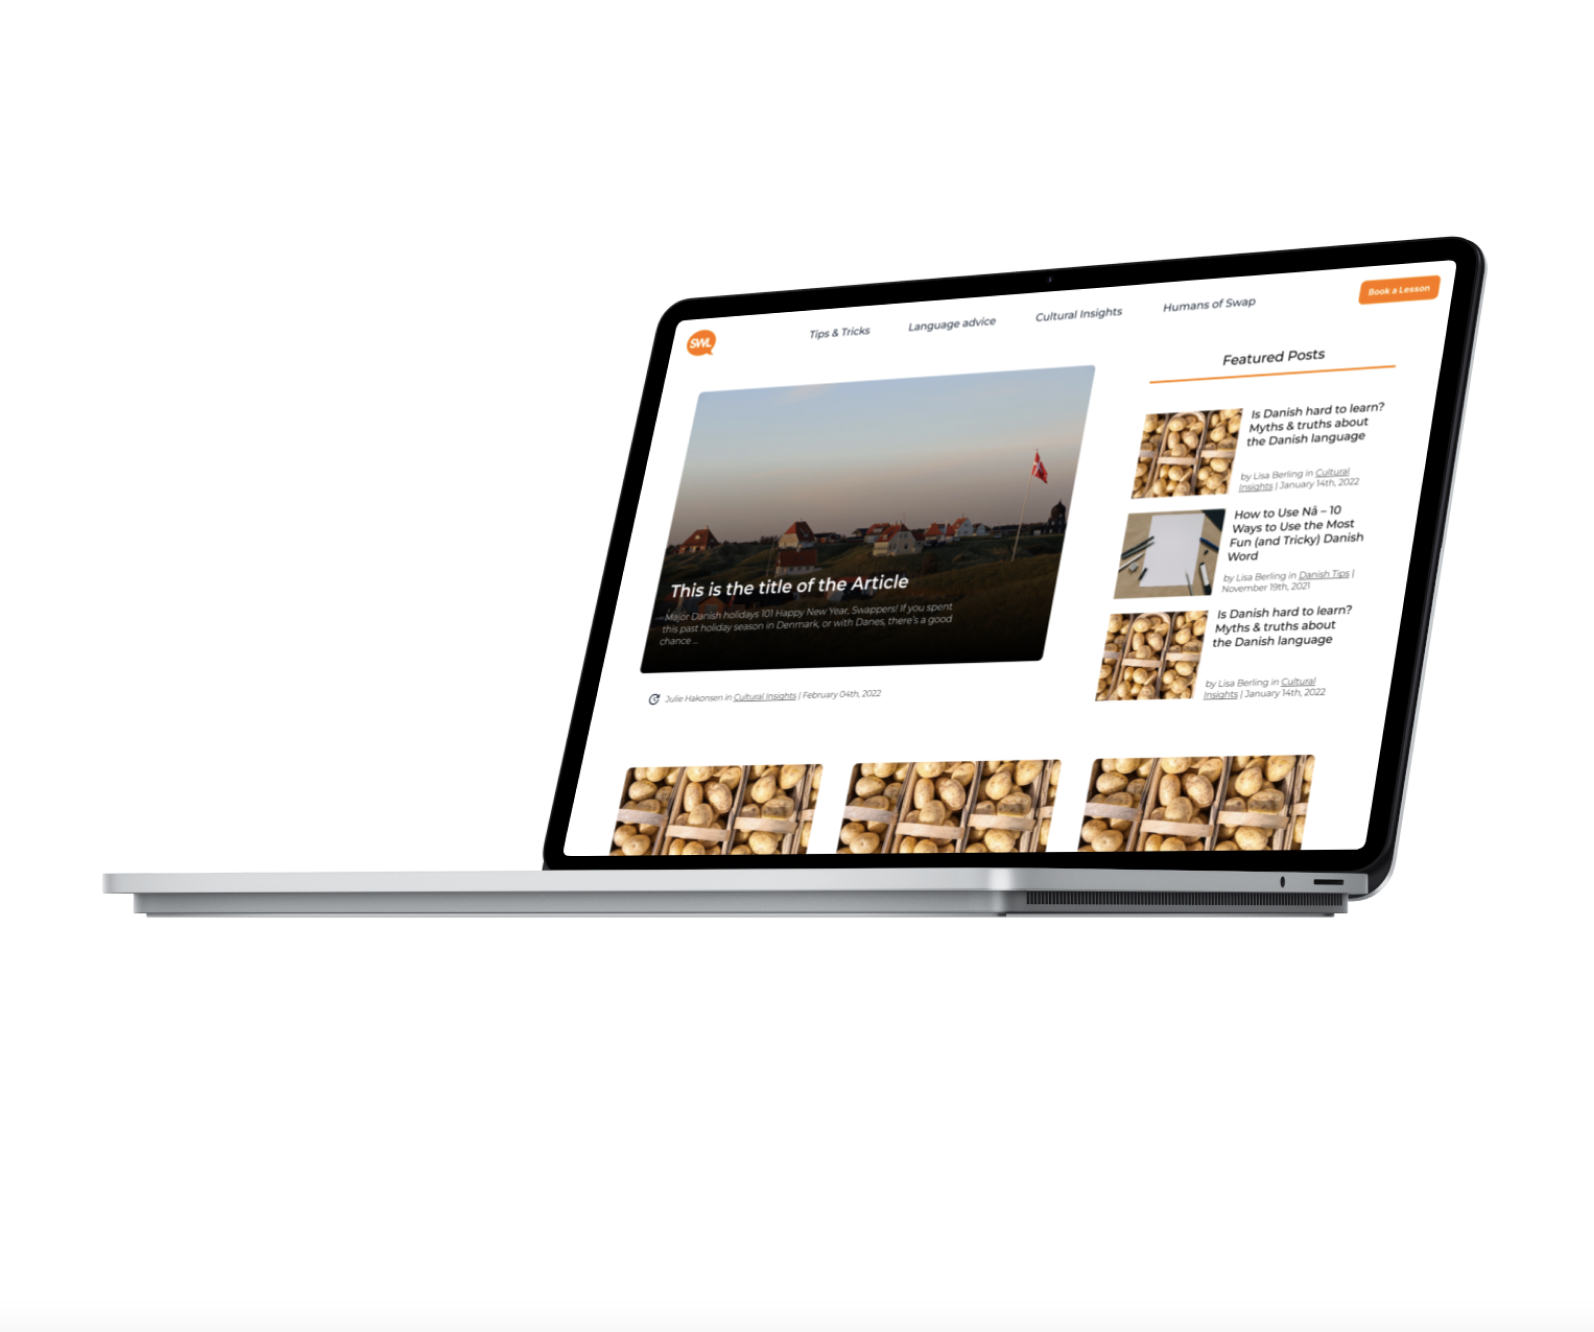 SWL
Tips & Tricks
Language advice
Cultural Insights
Humans of Swap
Book a Lesson
This is the title of the Article
Major Danish holidays 101 Happy New Year, Swappers! If you spent
this past holiday season in Denmark, or with Danes, there's a good
chance ...
Julie Hakonsen in Cultural Insights | February 04th, 2022
Featured Posts
Is Danish hard to learn?
Myths & truths about
the Danish language
by Lisa Berling in Cultural
Insights | January 14th, 2022
How to Use Nå – 10
Ways to Use the Most
Fun (and Tricky) Danish
Word
by Lisa Berling in Danish Tips |
November 19th, 2021
Is Danish hard to learn?
Myths & truths about
the Danish language
by Lisa Berling in Cultural
Insights | January 14th, 2022